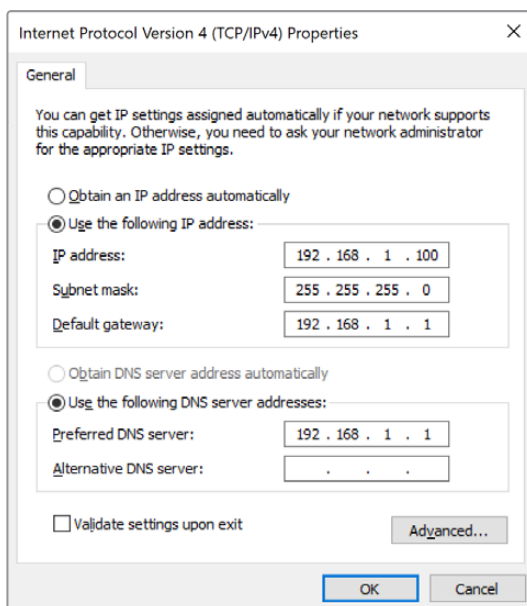 Internet Protocol Version 4 (TCP/IPv4) Properties
General
You can get IP settings assigned automatically if your network supports
this capability. Otherwise, you need to ask your network administrator
for the appropriate IP settings.
Obtain an IP address automatically
Use the following IP address:
IP address: 192 . 168 . 1 . 100
Subnet mask: 255 . 255 . 255 . 0
Default gateway: 192 . 168 . 1 . 1
Obtain DNS server address automatically
Use the following DNS server addresses:
Preferred DNS server: 192 . 168 . 1 . 1
Alternative DNS server: . . .
Validate settings upon exit
Advanced...
OK Cancel